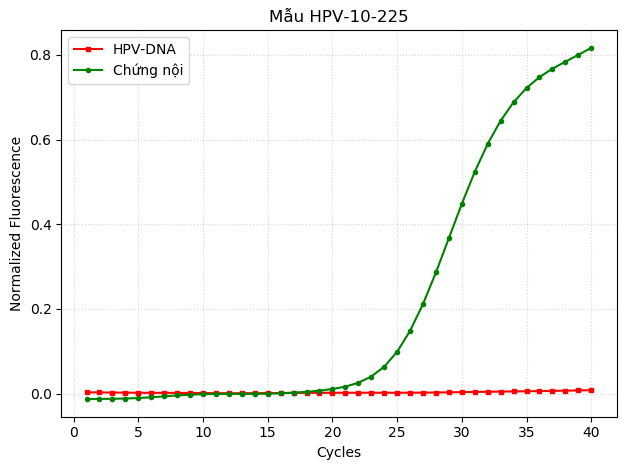 Mẫu HPV-10-225
HPV-DNA
Chứng nội
Normalized Fluorescence
0.8
0.6
0.4
0.2
0.0
0 5 10 15 20 25 30 35 40
Cycles